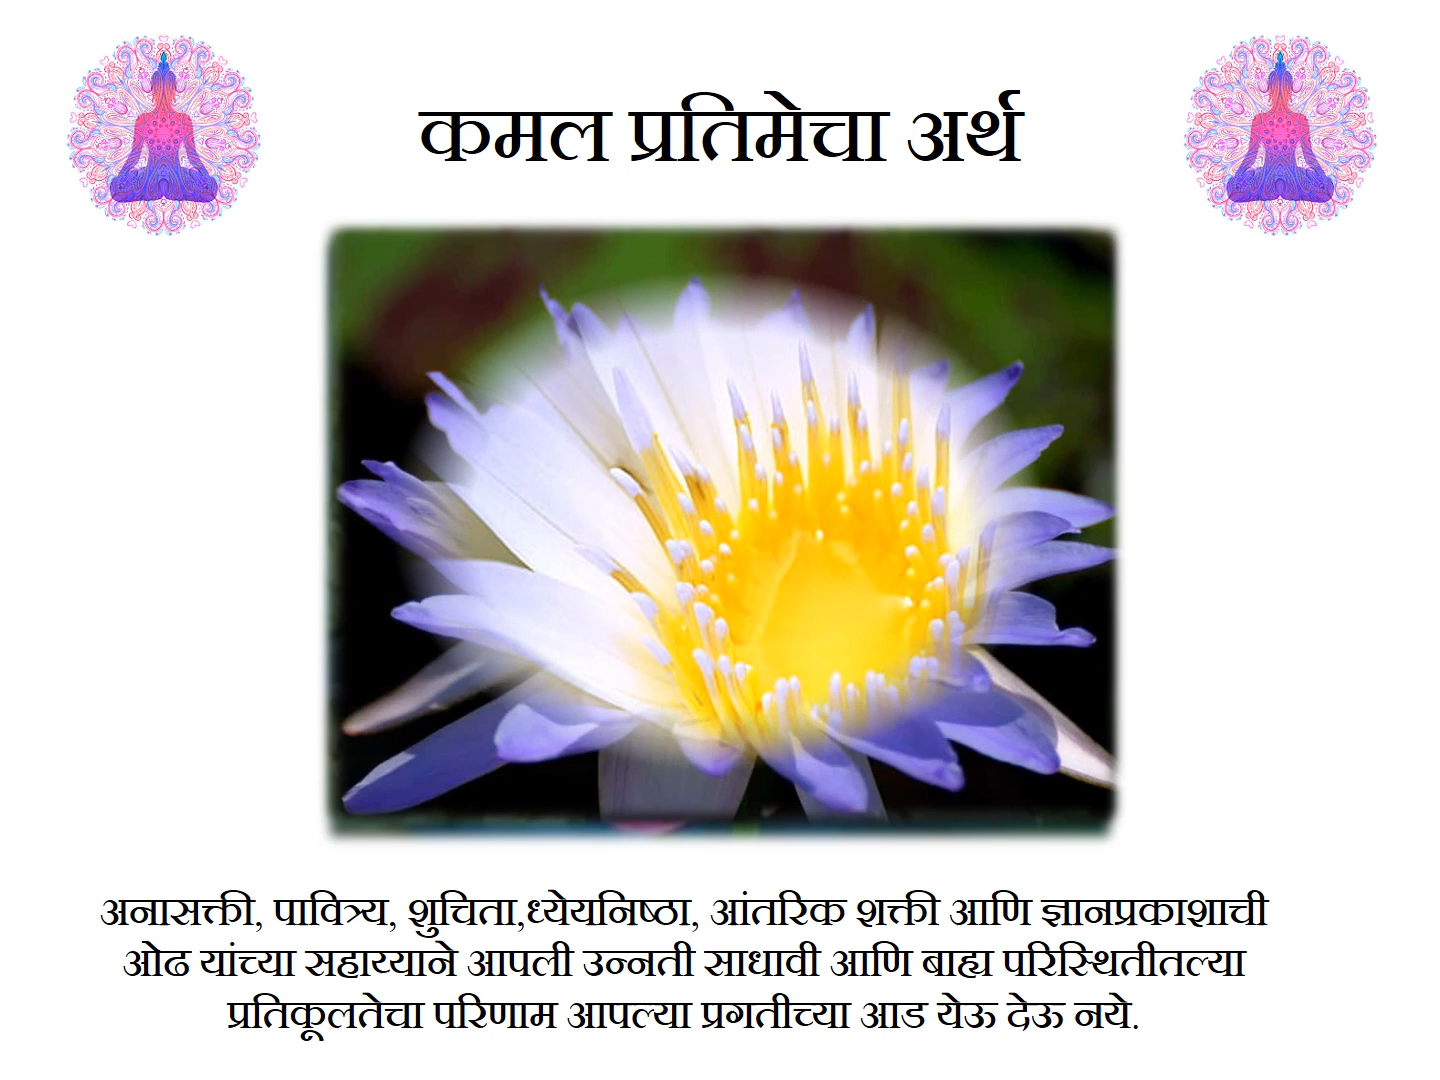 कमल प्रतिमेचा अर्थ
अनासक्ती, पावित्र्य, शुचिता,ध्येयनिष्ठा, आंतरिक शक्ती आणि ज्ञानप्रकाशाची
ओढ यांच्या सहाय्याने आपली उन्नती साधावी आणि बाह्य परिस्थितीतल्या
प्रतिकूलतेचा परिणाम आपल्या प्रगतीच्या आड येऊ देऊ नये.